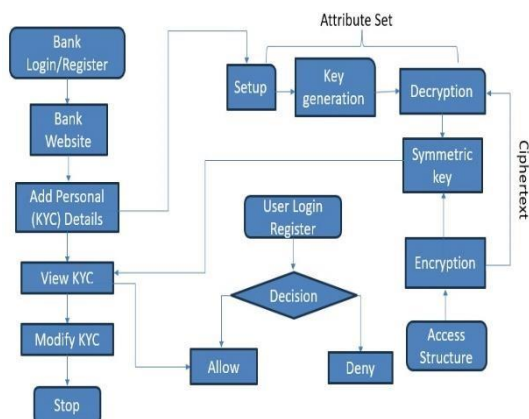 Attribute Set
Bank
Login/Register
Setup
Key
generation
Decryption
Bank
Website
Symmetric
key
Ciphertext
Add Personal
(KYC) Details
User Login
Register
View KYC
Decision
Encryption
Modify KYC
Allow
Deny
Access
Structure
Stop